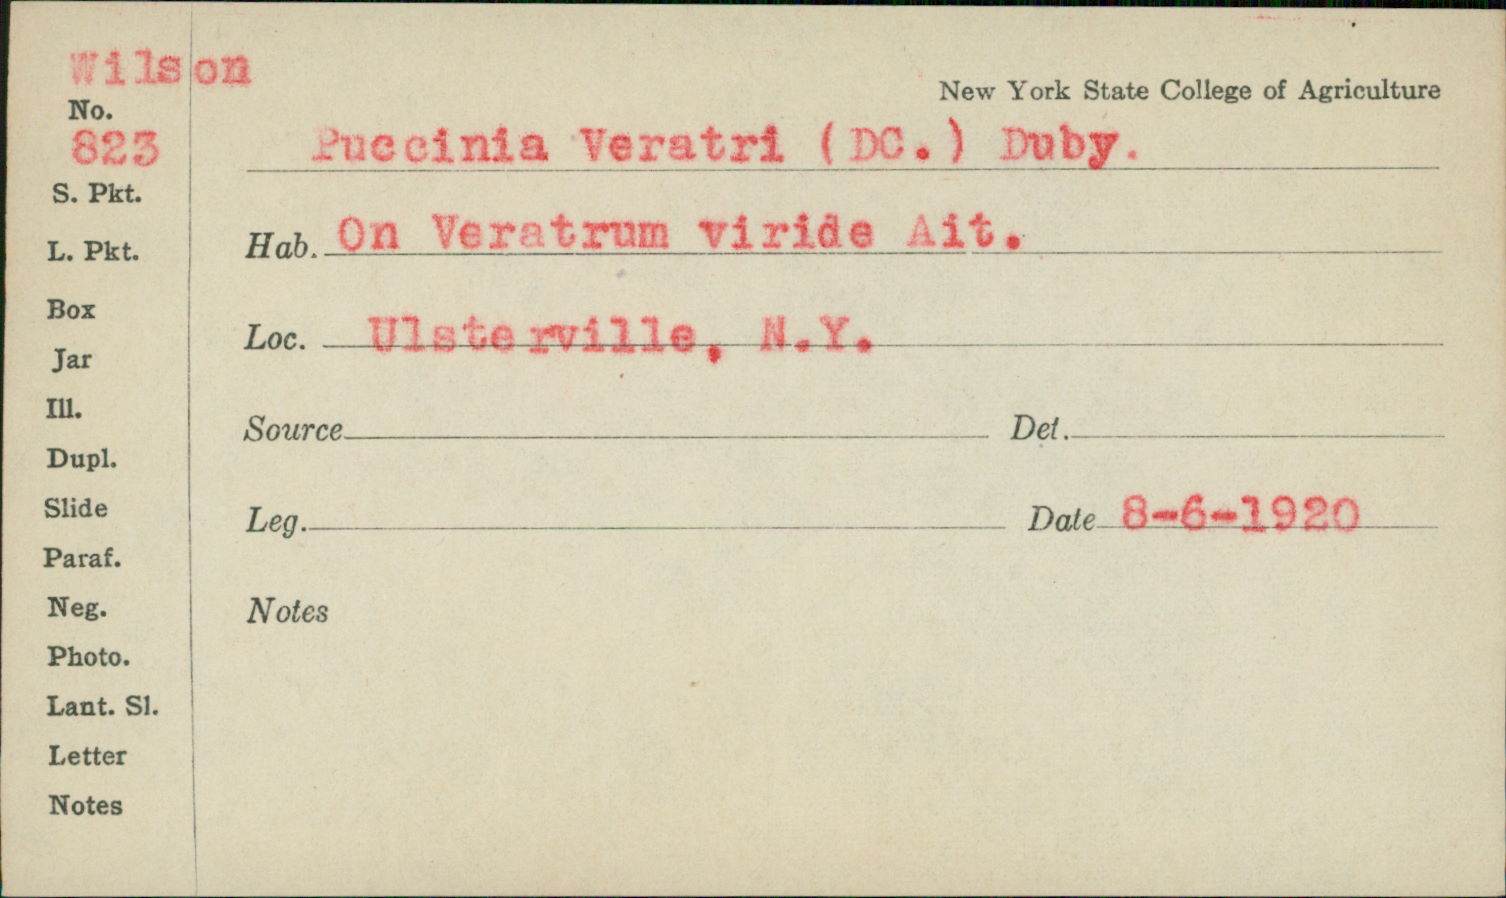 Wilson
New York State College of Agriculture
No.
823
Puccinia Veratri (DC.) Duby.
S. Pkt.
Hab. On Veratrum viride Ait.
L. Pkt.
Box
Loc. Ulsterville, N.Y.
Jar
Ill.
Source Det.
Dupl.
Slide
Leg. Date 8-6-1920
Paraf.
Neg.
Notes
Photo.
Lant. Sl.
Letter
Notes